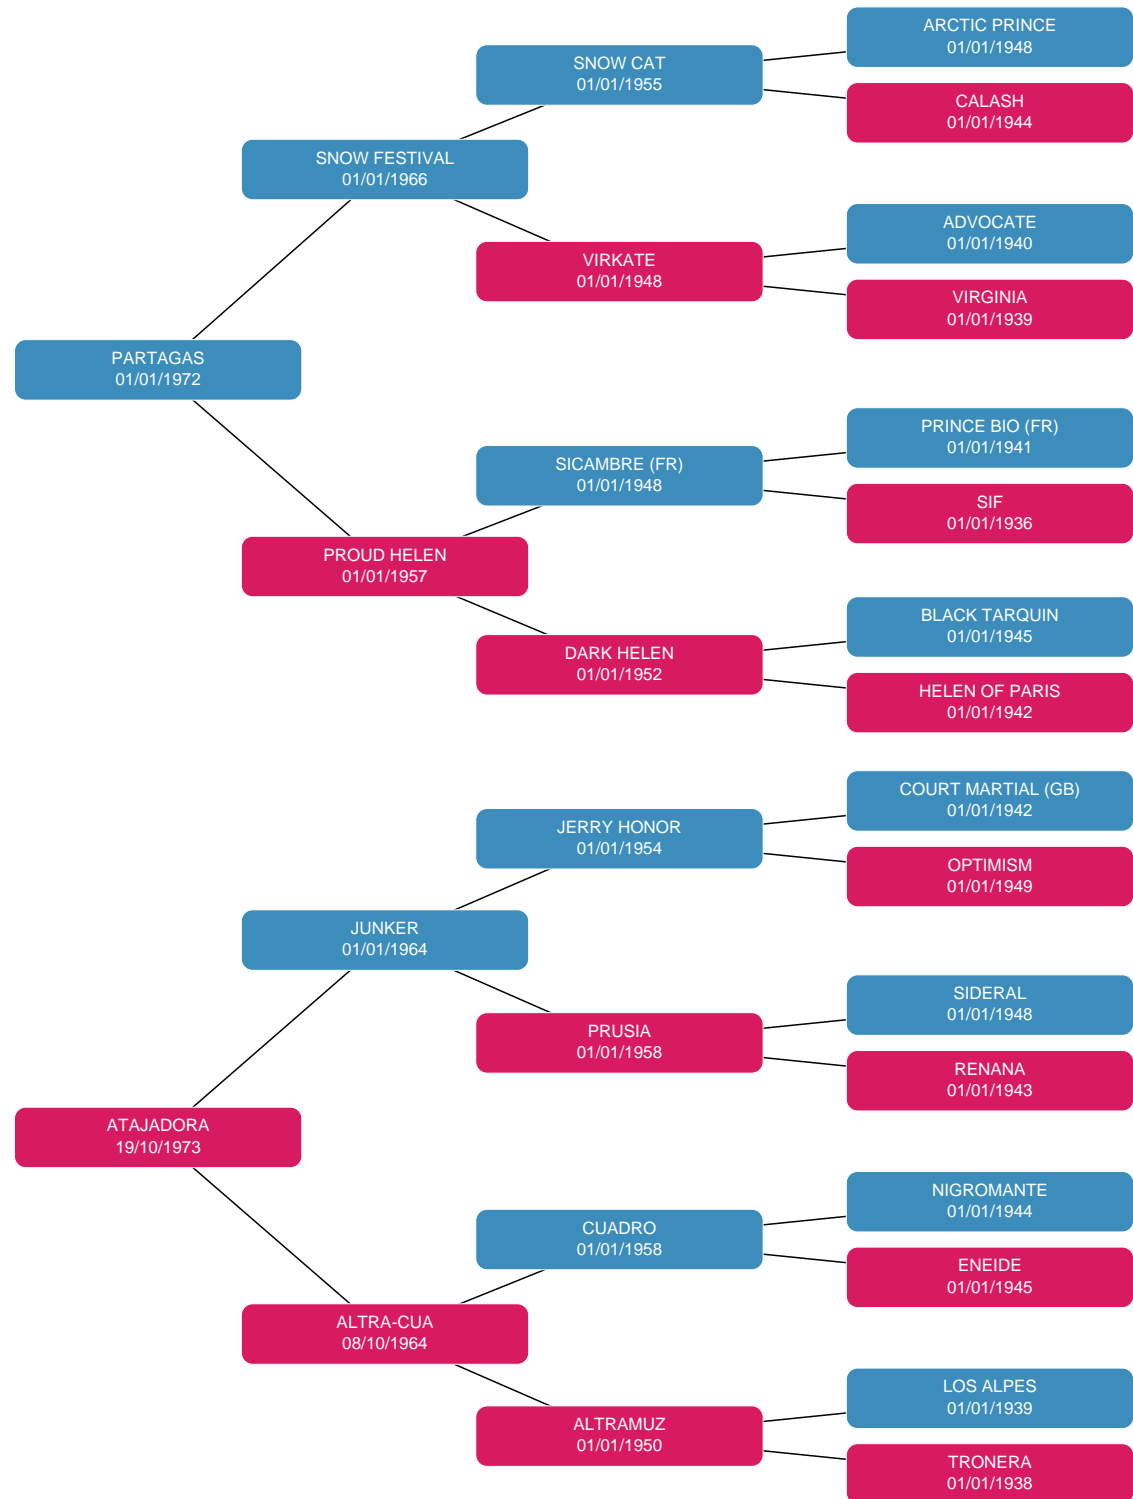 ARCTIC PRINCE
01/01/1948
SNOW CAT
01/01/1955
CALASH
01/01/1944
SNOW FESTIVAL
01/01/1966
ADVOCATE
01/01/1940
VIRKATE
01/01/1948
VIRGINIA
01/01/1939
PARTAGAS
01/01/1972
PRINCE BIO (FR)
01/01/1941
SICAMBRE (FR)
01/01/1948
SIF
01/01/1936
PROUD HELEN
01/01/1957
BLACK TARQUIN
01/01/1945
DARK HELEN
01/01/1952
HELEN OF PARIS
01/01/1942
COURT MARTIAL (GB)
01/01/1942
JERRY HONOR
01/01/1954
OPTIMISM
01/01/1949
JUNKER
01/01/1964
SIDERAL
01/01/1948
PRUSIA
01/01/1958
RENANA
01/01/1943
ATAJADORA
19/10/1973
NIGROMANTE
01/01/1944
CUADRO
01/01/1958
ENEIDE
01/01/1945
ALTRA-CUA
08/10/1964
LOS ALPES
01/01/1939
ALTRAMUZ
01/01/1950
TRONERA
01/01/1938